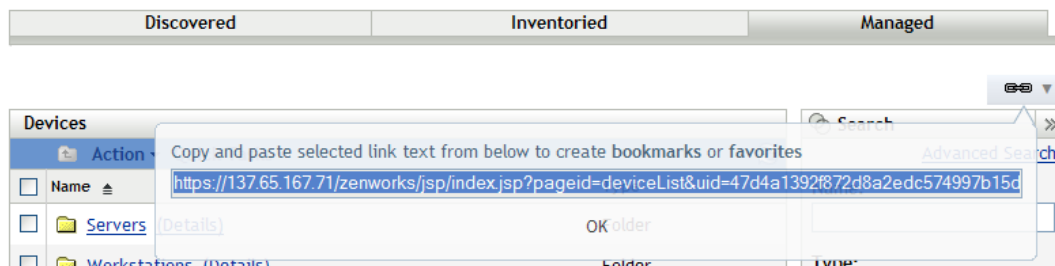 Discovered Inventoried Managed
Devices Search
Action Advanced Search
Copy and paste selected link text from below to create bookmarks or favorites
Name
https://137.65.167.71/zenworks/jsp/index.jsp?pageid=deviceList&uid=47d4a1392f872d8a2edc574997b15d
Servers (Details) Folder
OK
Workstations (Details) Folder Type: